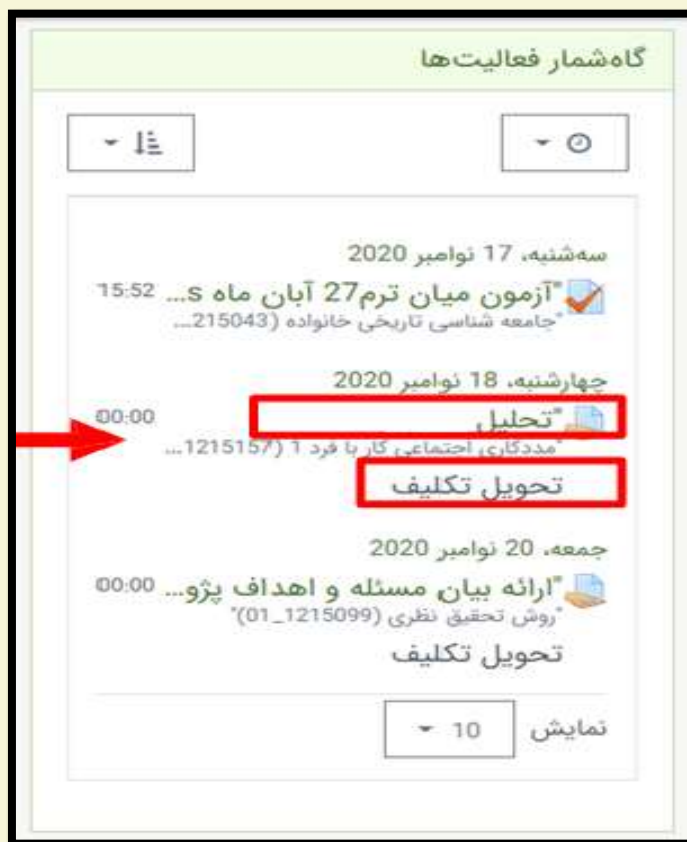 گاه‌شمار فعالیت‌ها
سه‌شنبه، 17 نوامبر 2020
"آزمون میان ترم27 آبان ماه s... 15:52
"جامعه شناسی تاریخی خانواده (215043...
چهارشنبه، 18 نوامبر 2020
"تحلیل 00:00
"مددکاری اجتماعی کار با فرد 1 (1215157...
تحویل تکلیف
جمعه، 20 نوامبر 2020
"ارائه بیان مسئله و اهداف پژو... 00:00
"روش تحقیق نظری (1215099_01)"
تحویل تکلیف
نمایش 10